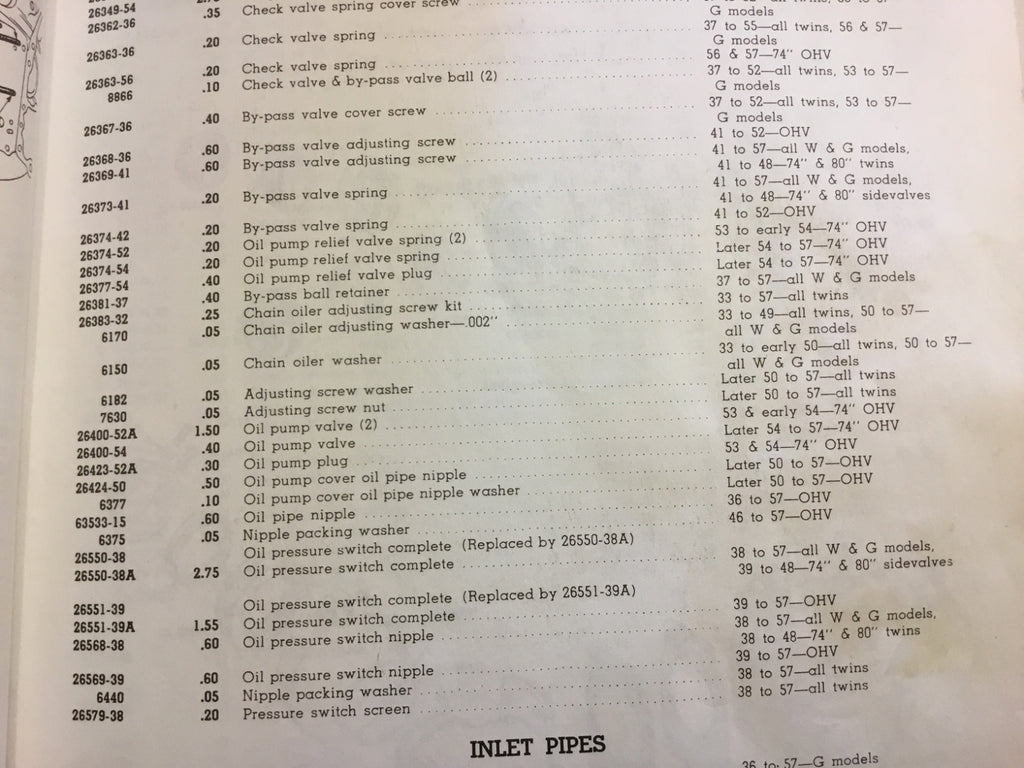 26349-54
26362-36 .35 Check valve spring cover screw
G models
26363-36 .20 Check valve spring 37 to 55—all twins, 56 & 57—
G models
26363-56 .20 Check valve spring 56 & 57—74" OHV
8866 .10 Check valve & by-pass valve ball (2) 37 to 52—all twins, 53 to 57—
G models
26367-36 .40 By-pass valve cover screw 37 to 52—all twins, 53 to 57—
G models
26368-36 .60 By-pass valve adjusting screw 41 to 52—OHV
26369-41 .60 By-pass valve adjusting screw 41 to 57—all W & G models,
41 to 48—74" & 80" twins
26373-41 .20 By-pass valve spring 41 to 57—all W & G models,
41 to 48—74" & 80" sidevalves
26374-42 .20 By-pass valve spring 41 to 52—OHV
26374-52 .20 Oil pump relief valve spring (2) 53 to early 54—74" OHV
26374-54 .20 Oil pump relief valve spring Later 54 to 57—74" OHV
26377-54 .40 Oil pump relief valve plug Later 54 to 57—74" OHV
26381-37 .40 By-pass ball retainer 37 to 57—all W & G models
26383-32 .25 Chain oiler adjusting screw kit 33 to 57—all twins
6170 .05 Chain oiler adjusting washer—.002" 33 to 49—all twins, 50 to 57—
all W & G models
6150 .05 Chain oiler washer 33 to early 50—all twins, 50 to 57—
all W & G models
6182 .05 Adjusting screw washer Later 50 to 57—all twins
7630 .05 Adjusting screw nut Later 50 to 57—all twins
26400-52A 1.50 Oil pump valve (2) 53 & early 54—74" OHV
26400-54 .40 Oil pump valve Later 54 to 57—74" OHV
26423-52A .30 Oil pump plug 53 & 54—74" OHV
26424-50 .50 Oil pump cover oil pipe nipple Later 50 to 57—OHV
6377 .10 Oil pump cover oil pipe nipple washer Later 50 to 57—OHV
63533-15 .60 Oil pipe nipple 36 to 57—OHV
6375 .05 Nipple packing washer 46 to 57—OHV
26550-38 Oil pressure switch complete (Replaced by 26550-38A)
26550-38A 2.75 Oil pressure switch complete 38 to 57—all W & G models,
39 to 48—74" & 80" sidevalves
26551-39 Oil pressure switch complete (Replaced by 26551-39A)
26551-39A 1.55 Oil pressure switch complete 39 to 57—OHV
26568-38 .60 Oil pressure switch nipple 38 to 57—all W & G models,
38 to 48—74" & 80" twins
26569-39 .60 Oil pressure switch nipple 39 to 57—OHV
6440 .05 Nipple packing washer 38 to 57—all twins
26579-38 .20 Pressure switch screen 38 to 57—all twins
INLET PIPES
36 to 57—G models